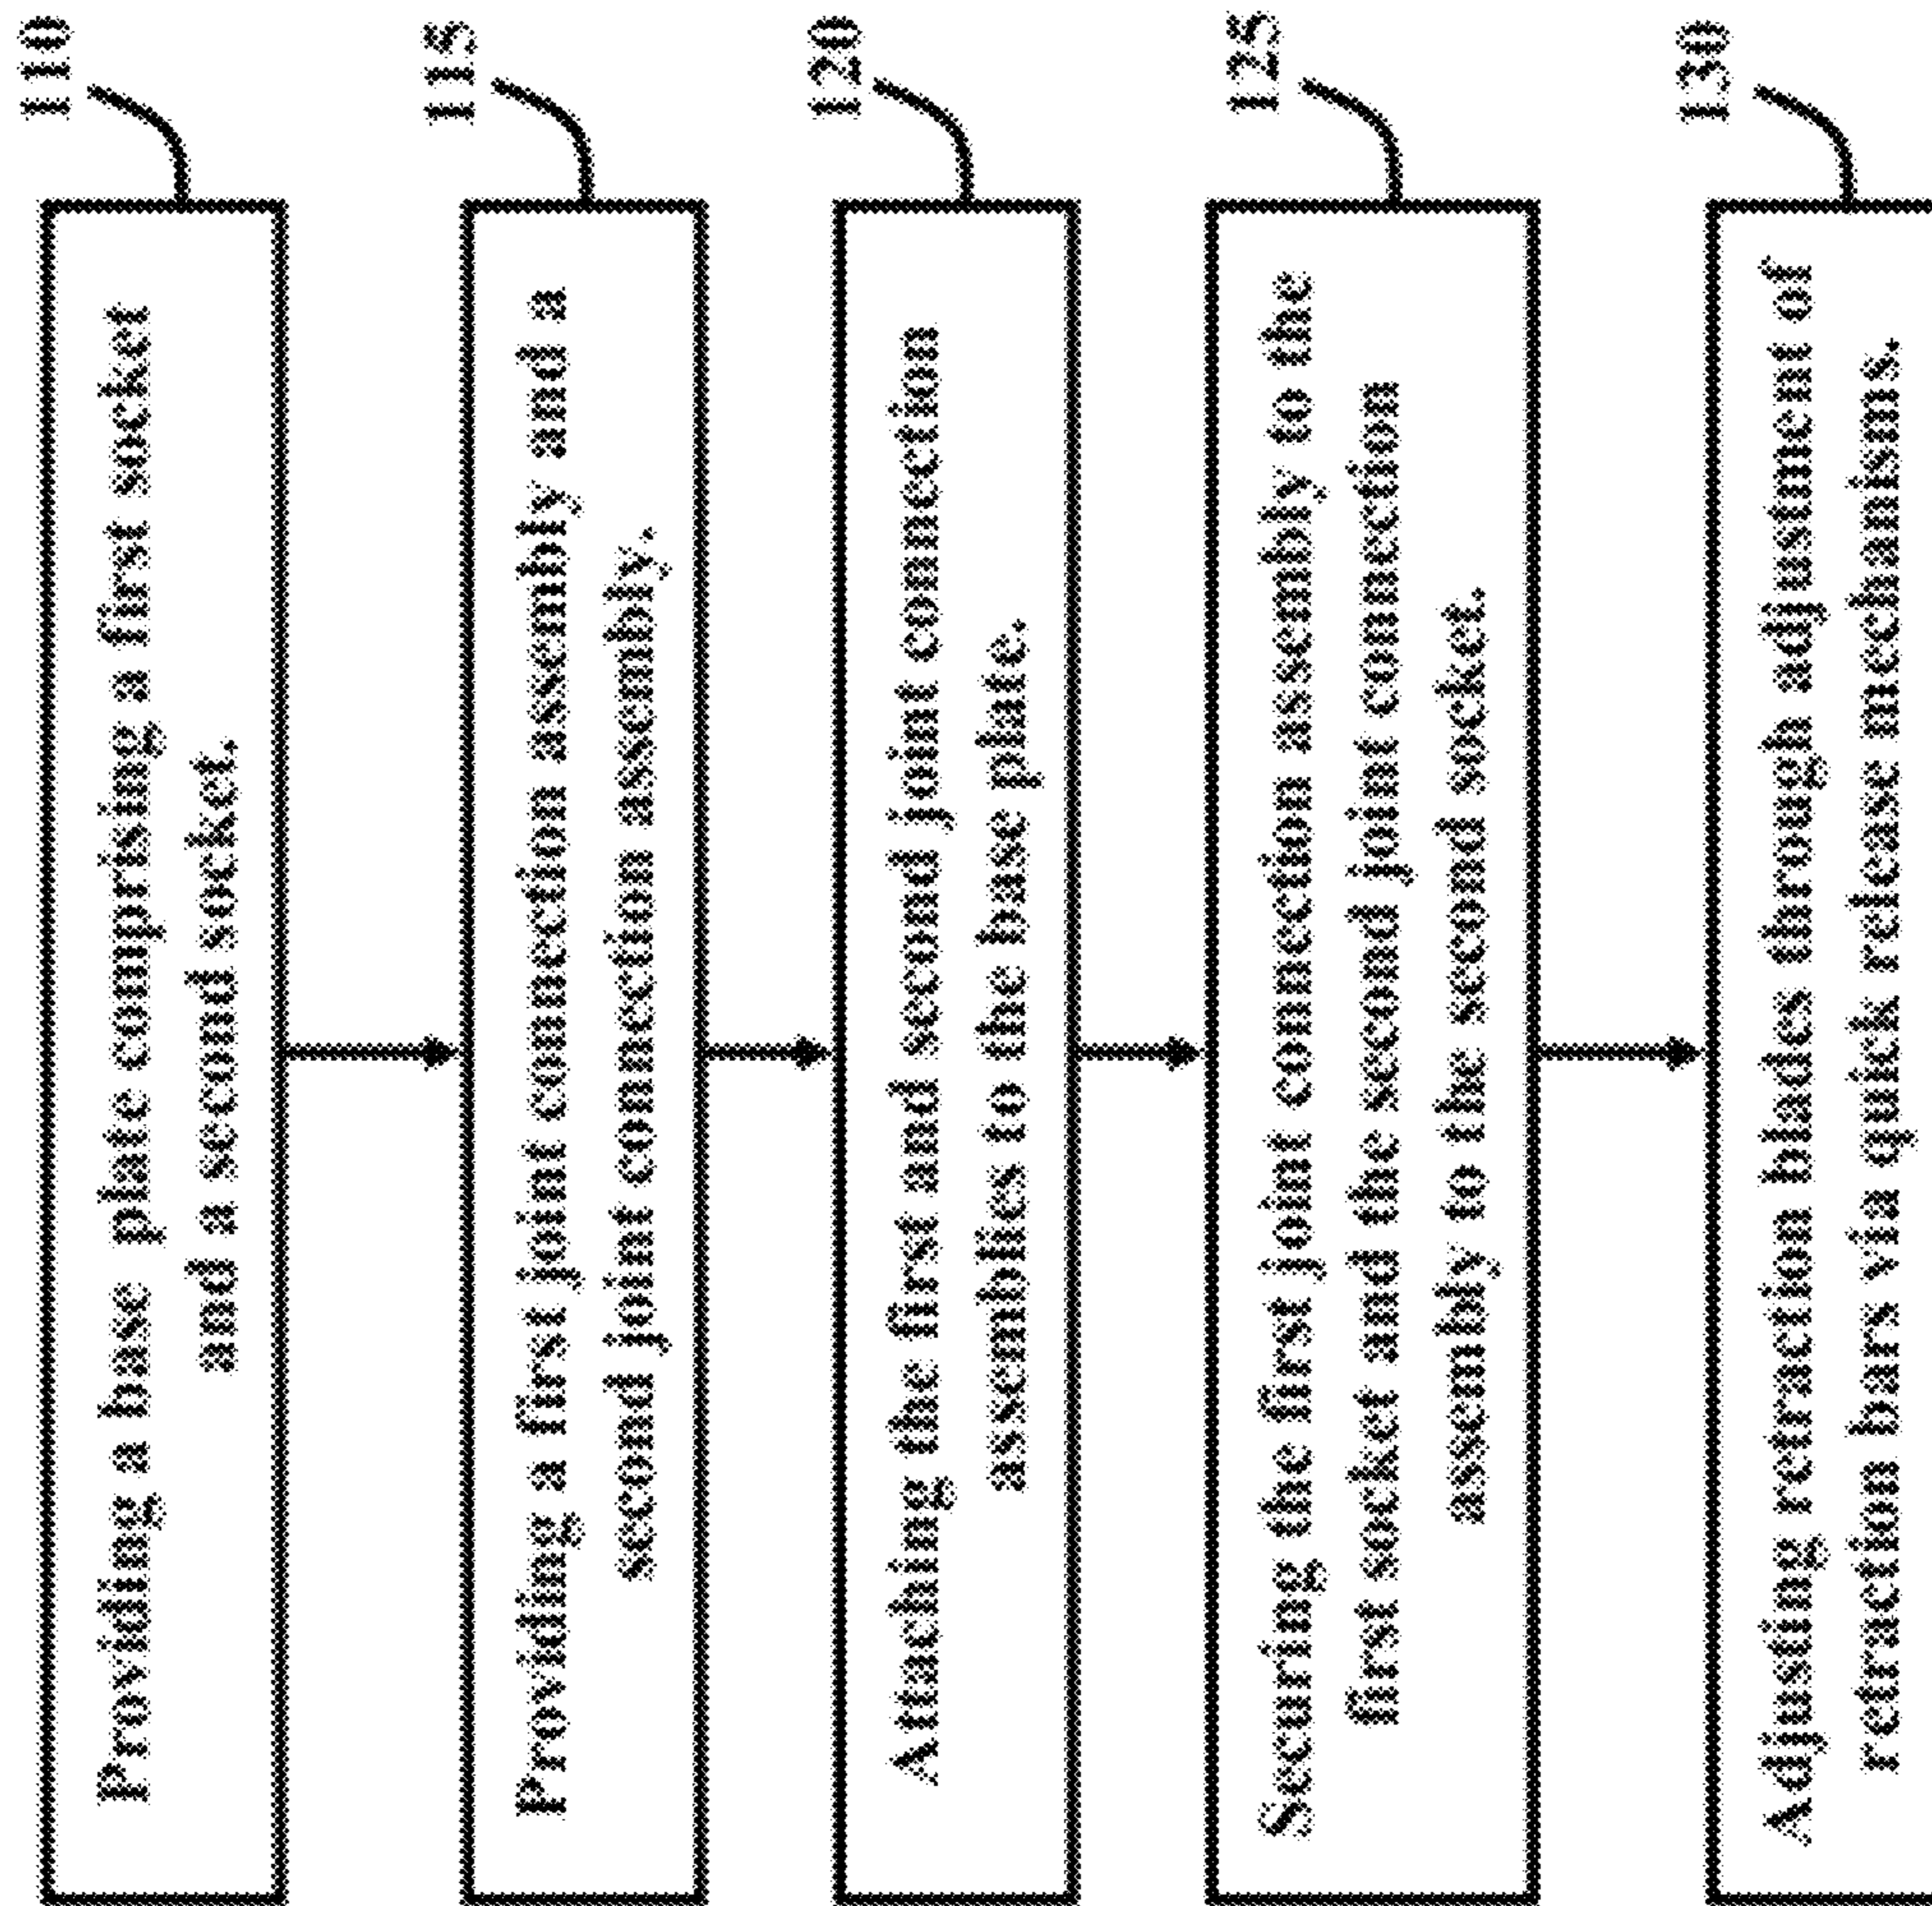 110
Providing a base plate comprising a first socket
and a second socket.
115
Providing a first joint connection assembly and a
second joint connection assembly.
120
Attaching the first and second joint connection
assemblies to the base plate.
125
Securing the first joint connection assembly to the
first socket and the second joint connection
assembly to the second socket.
130
Adjusting retraction blades through adjustment of
retraction bars via quick release mechanisms.